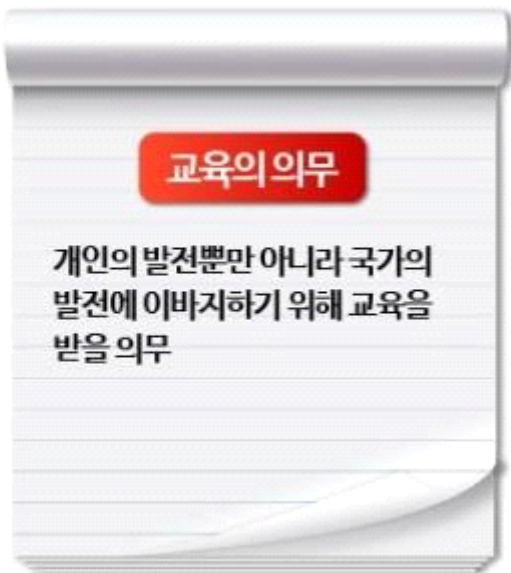 교육의 의무
개인의 발전뿐만 아니라 국가의
발전에 이바지하기 위해 교육을
받을 의무